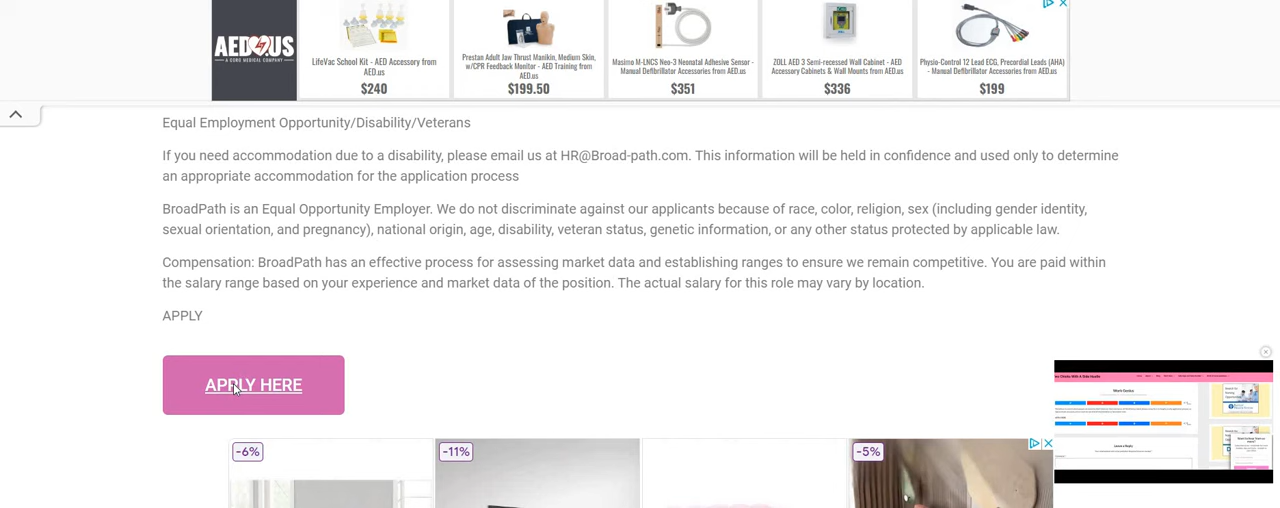 AED.US
A CORO MEDICAL COMPANY
LifeVac School Kit - AED Accessory from
AED.us
$240
Prestan Adult Jaw Thrust Manikin, Medium Skin,
w/CPR Feedback Monitor - AED Training from
AED.us
$199.50
Masimo M-LNCS Neo-3 Neonatal Adhesive Sensor -
Manual Defibrillator Accessories from AED.us
$351
ZOLL AED 3 Semi-recessed Wall Cabinet - AED
Accessory Cabinets & Wall Mounts from AED.us
$336
Physio-Control 12 Lead ECG, Precordial Leads (AHA)
- Manual Defibrillator Accessories from AED.us
$199
Equal Employment Opportunity/Disability/Veterans
If you need accommodation due to a disability, please email us at HR@Broad-path.com. This information will be held in confidence and used only to determine
an appropriate accommodation for the application process
BroadPath is an Equal Opportunity Employer. We do not discriminate against our applicants because of race, color, religion, sex (including gender identity,
sexual orientation, and pregnancy), national origin, age, disability, veteran status, genetic information, or any other status protected by applicable law.
Compensation: BroadPath has an effective process for assessing market data and establishing ranges to ensure we remain competitive. You are paid within
the salary range based on your experience and market data of the position. The actual salary for this role may vary by location.
APPLY
APPLY HERE
-6%
-11%
-5%
Leave a Reply